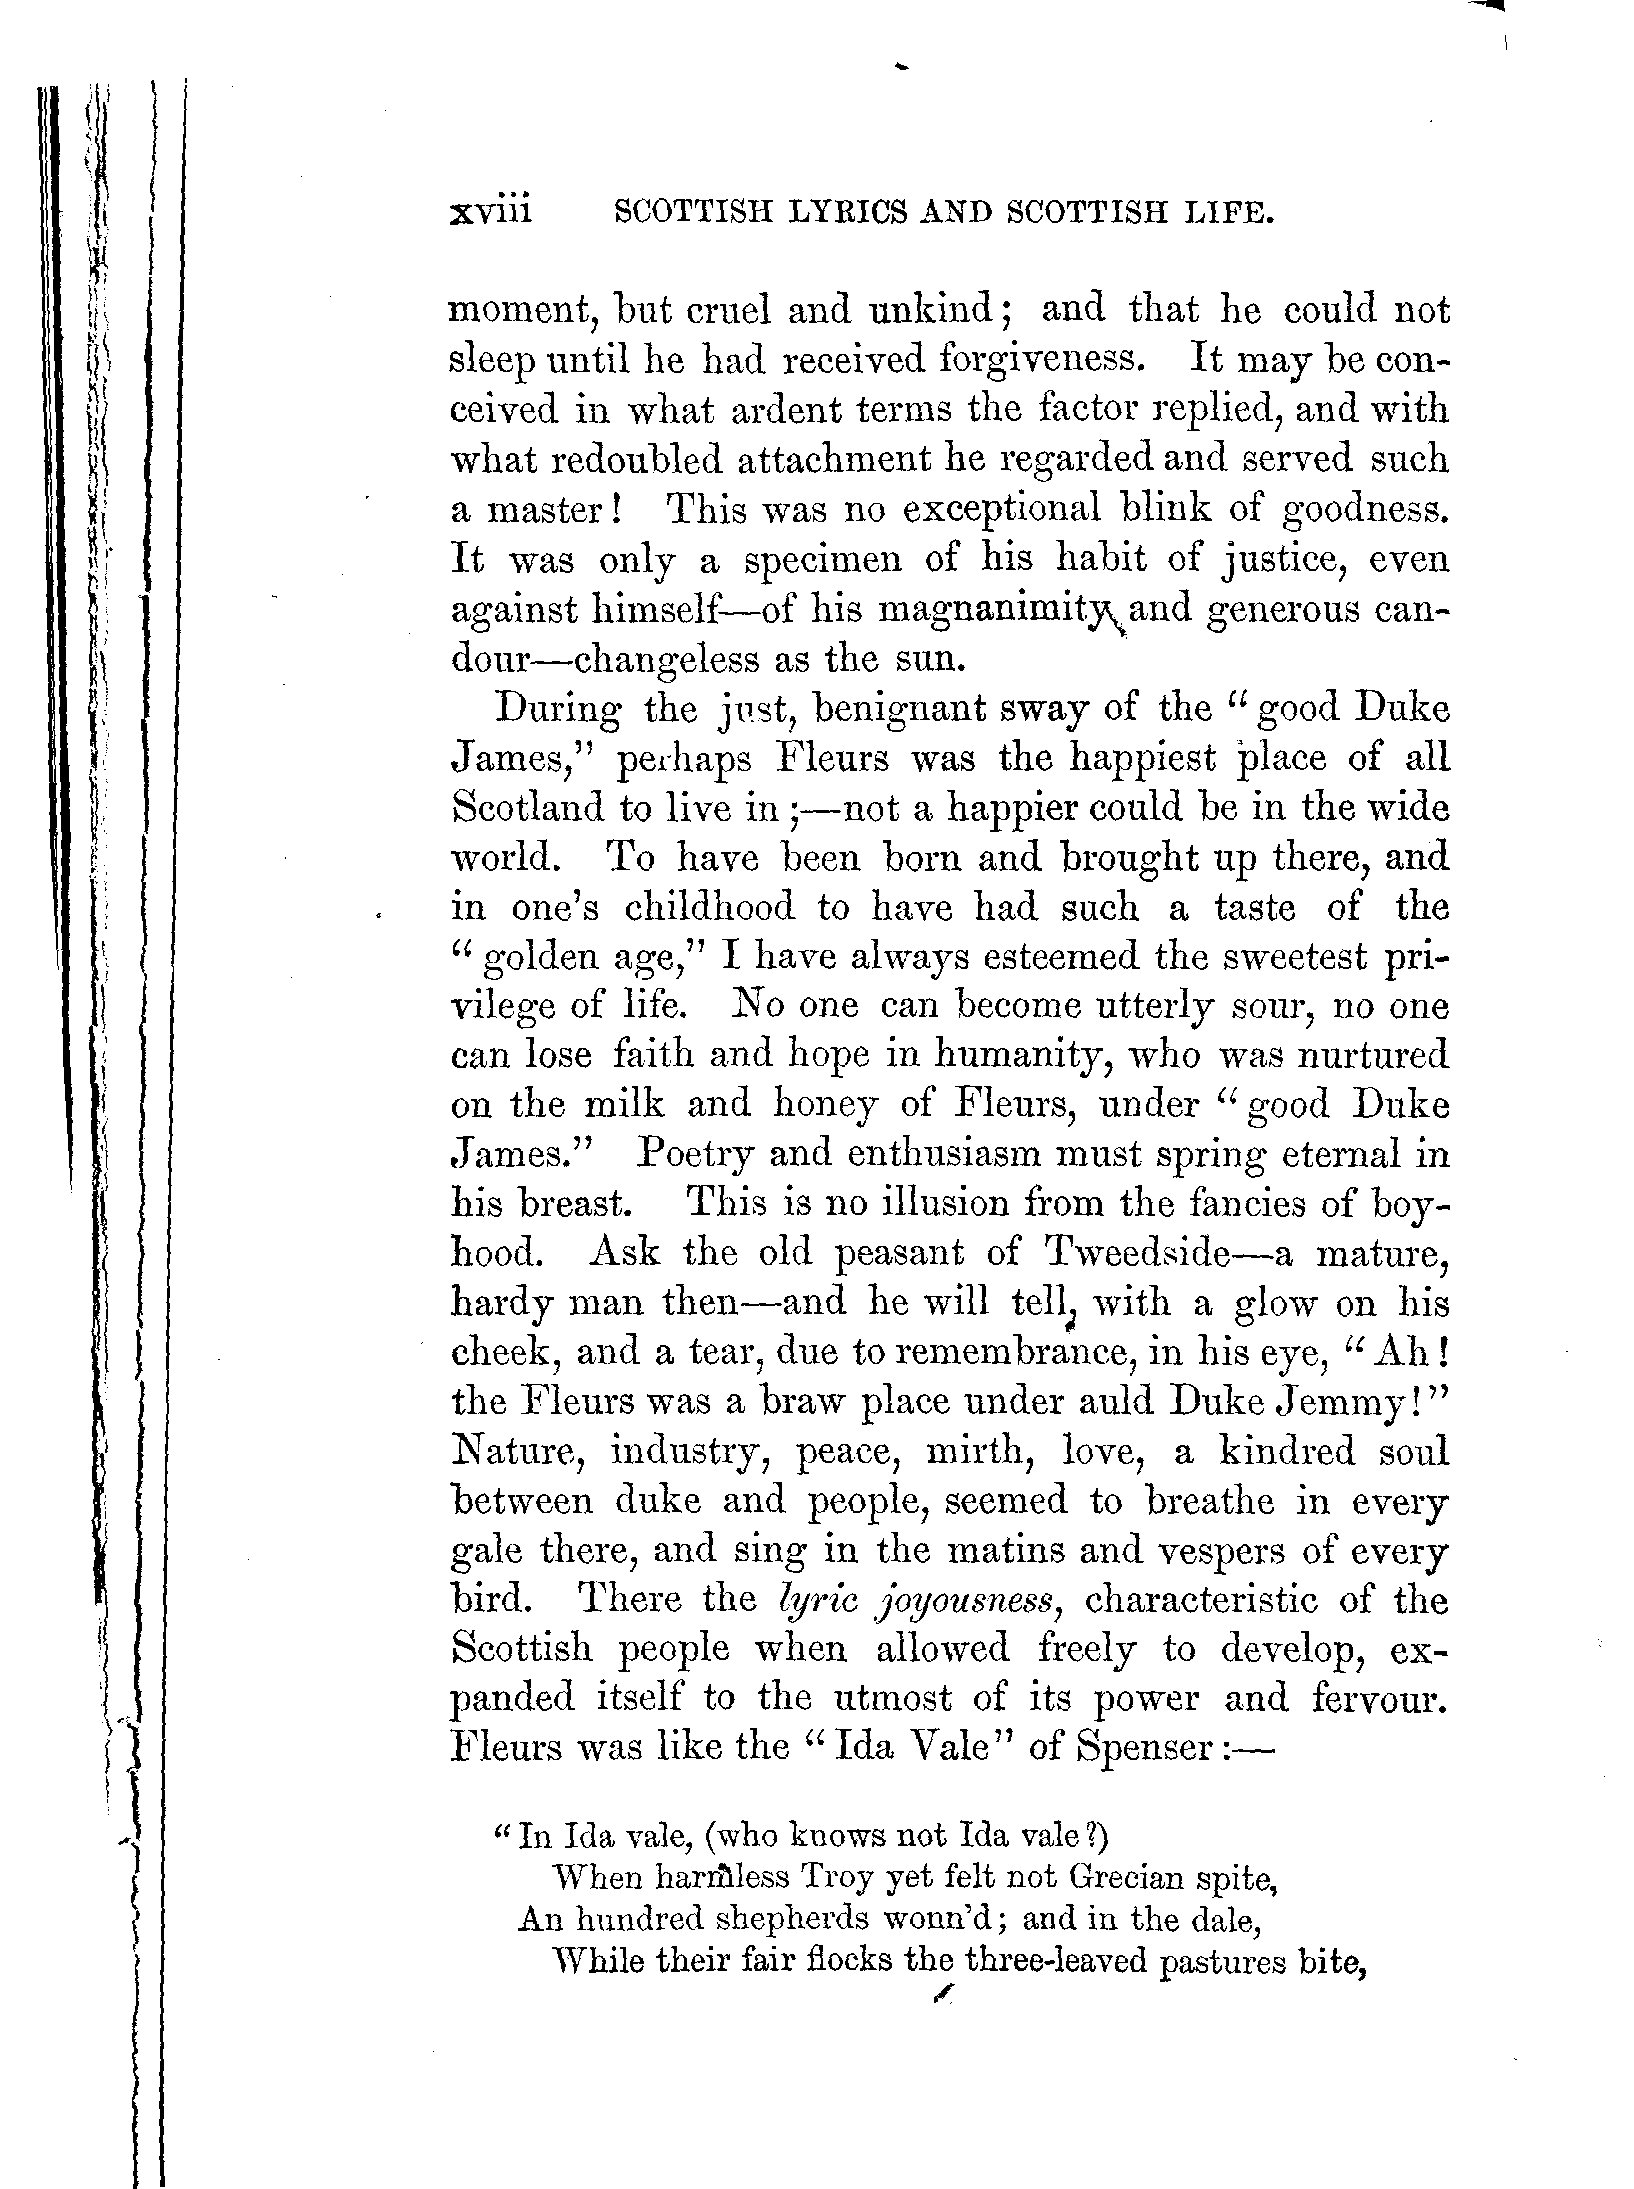 xviii SCOTTISH LYRICS AND SCOTTISH LIFE.
moment, but cruel and unkind; and that he could not
sleep until he had received forgiveness. It may be con-
ceived in what ardent terms the factor replied, and with
what redoubled attachment he regarded and served such
a master! This was no exceptional blink of goodness.
It was only a specimen of his habit of justice, even
against himself—of his magnanimity and generous can-
dour—changeless as the sun.
During the just, benignant sway of the "good Duke
James," perhaps Fleurs was the happiest place of all
Scotland to live in;—not a happier could be in the wide
world. To have been born and brought up there, and
in one's childhood to have had such a taste of the
"golden age," I have always esteemed the sweetest pri-
vilege of life. No one can become utterly sour, no one
can lose faith and hope in humanity, who was nurtured
on the milk and honey of Fleurs, under "good Duke
James." Poetry and enthusiasm must spring eternal in
his breast. This is no illusion from the fancies of boy-
hood. Ask the old peasant of Tweedside—a mature,
hardy man then—and he will tell, with a glow on his
cheek, and a tear, due to remembrance, in his eye, "Ah!
the Fleurs was a braw place under auld Duke Jemmy!"
Nature, industry, peace, mirth, love, a kindred soul
between duke and people, seemed to breathe in every
gale there, and sing in the matins and vespers of every
bird. There the lyric joyousness, characteristic of the
Scottish people when allowed freely to develop, ex-
panded itself to the utmost of its power and fervour.
Fleurs was like the "Ida Vale" of Spenser:—
"In Ida vale, (who knows not Ida vale?)
When harmless Troy yet felt not Grecian spite,
An hundred shepherds wonn'd; and in the dale,
While their fair flocks the three-leaved pastures bite,